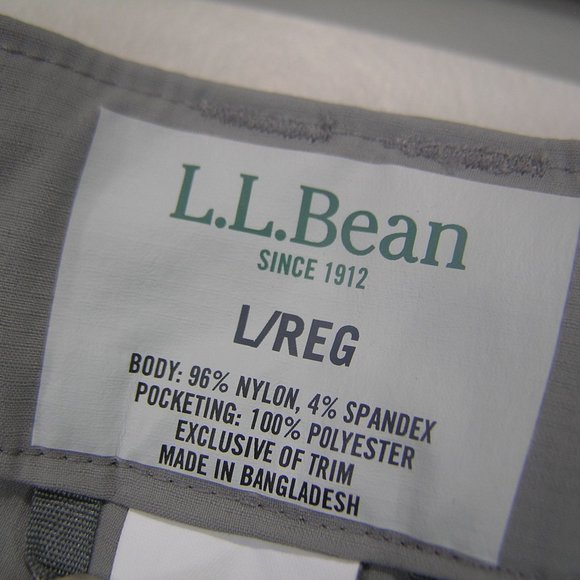 L.L.Bean
SINCE 1912
L/REG
BODY: 96% NYLON, 4% SPANDEX
POCKETING: 100% POLYESTER
EXCLUSIVE OF TRIM
MADE IN BANGLADESH